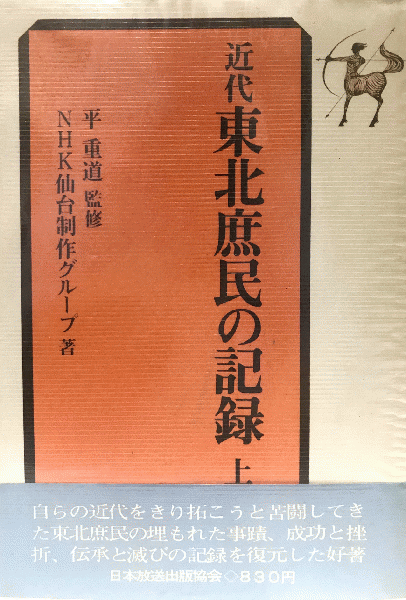 近代 東北庶民の記録 上
平 重道 監修
NHK仙台制作グループ 著
自らの近代をきり拓こうと苦闘してき
た東北庶民の埋もれた事蹟、成功と挫
折、伝承と滅びの記録を復元した好著
日本放送出版協会◇830円